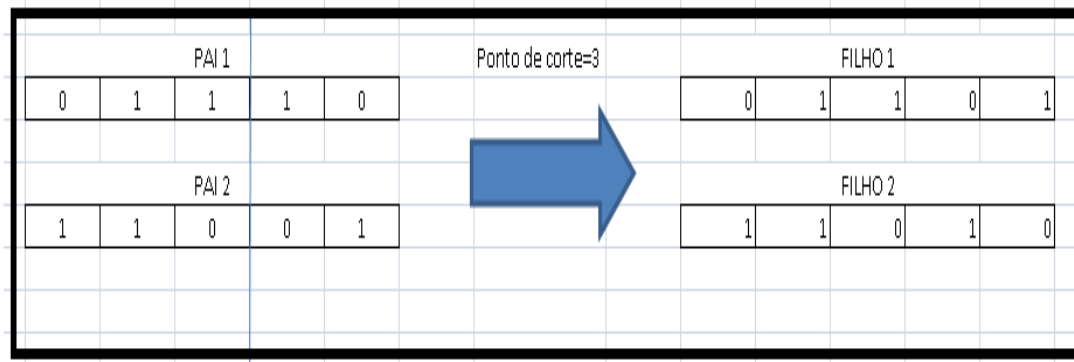 PAI 1 Ponto de corte=3 FILHO 1
0 1 1 1 0 0 1 1 0 1
PAI 2 FILHO 2
1 1 0 0 1 1 1 0 1 0